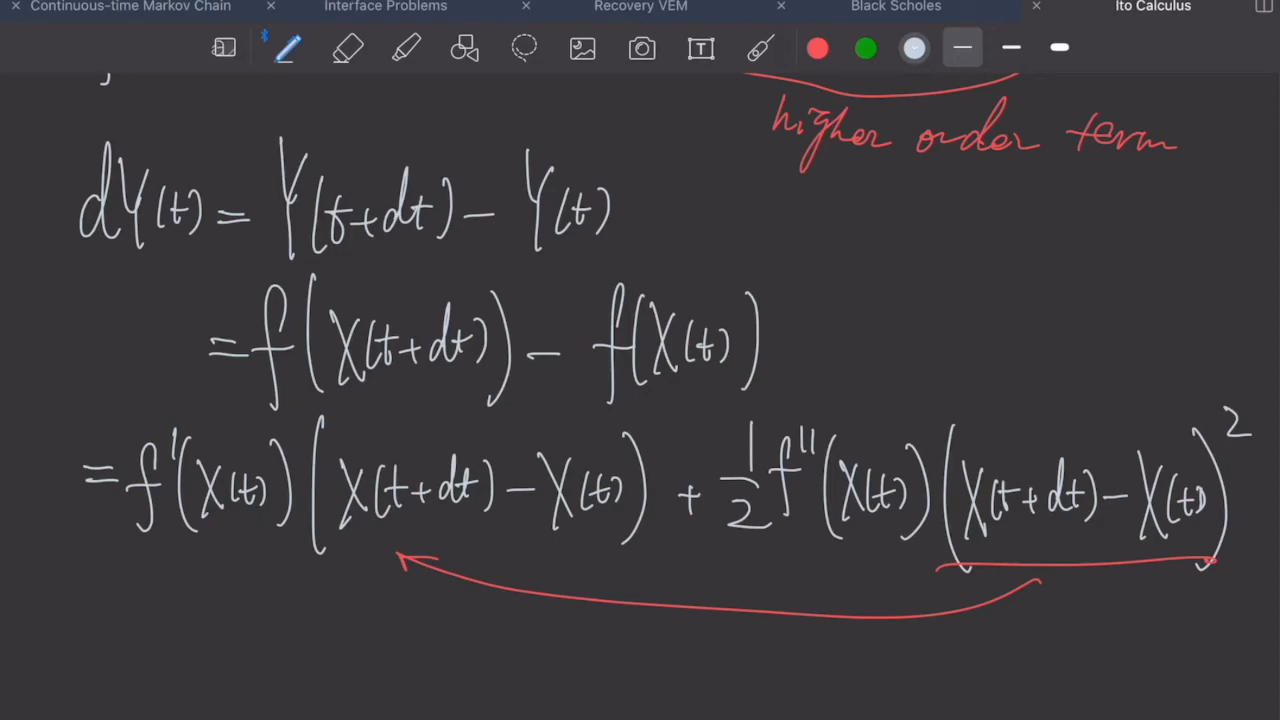 Continuous-time Markov Chain Interface Problems Recovery VEM Black Scholes Ito Calculus
higher order term
dY(t) = Y(t+dt) - Y(t)
= f(X(t+dt)) - f(X(t))
= f'(X(t))(X(t+dt) - X(t)) + 1/2 f''(X(t))(X(t+dt) - X(t))²